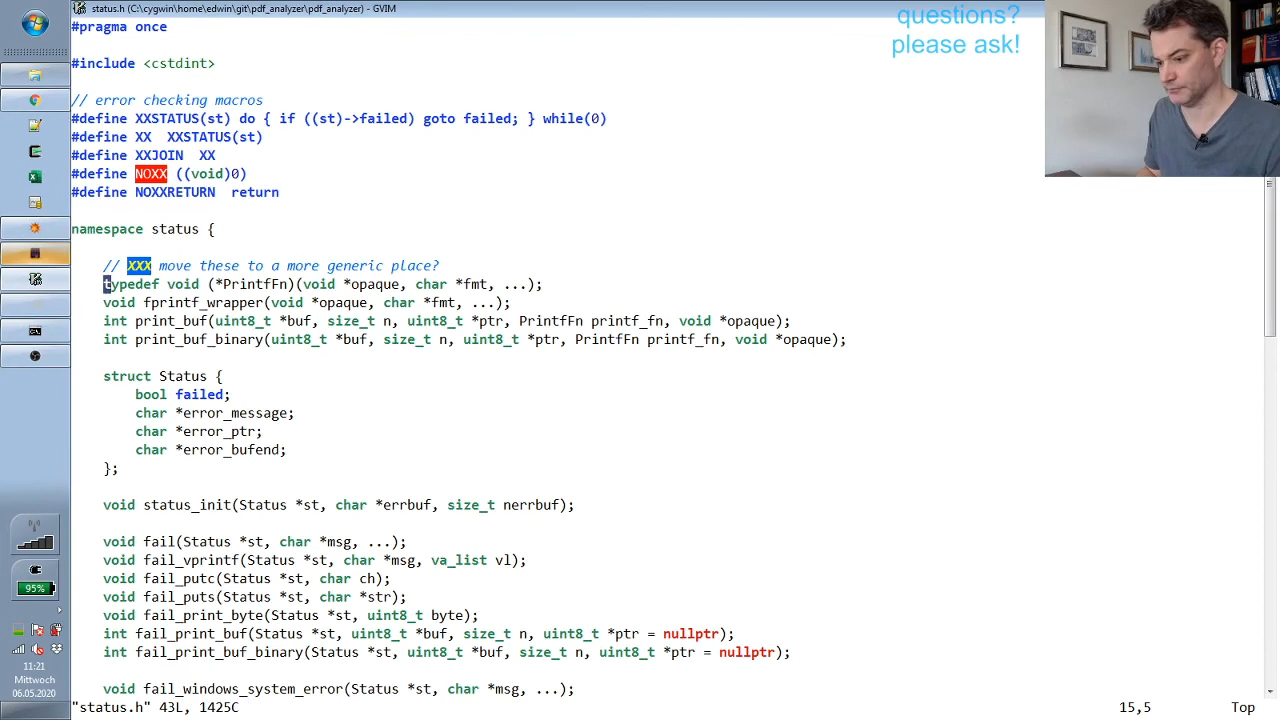 status.h (C:\cygwin\home\edwin\git\pdf_analyzer\pdf_analyzer) - GVIM
questions?
please ask!
#pragma once
#include <cstdint>
// error checking macros
#define XXSTATUS(st) do { if ((st)->failed) goto failed; } while(0)
#define XX  XXSTATUS(st)
#define XXJOIN  XX
#define NOXX ((void)0)
#define NOXXRETURN  return
namespace status {
// XXX move these to a more generic place?
typedef void (*PrintfFn)(void *opaque, char *fmt, ...);
void fprintf_wrapper(void *opaque, char *fmt, ...);
int print_buf(uint8_t *buf, size_t n, uint8_t *ptr, PrintfFn printf_fn, void *opaque);
int print_buf_binary(uint8_t *buf, size_t n, uint8_t *ptr, PrintfFn printf_fn, void *opaque);
struct Status {
bool failed;
char *error_message;
char *error_ptr;
char *error_bufend;
};
void status_init(Status *st, char *errbuf, size_t nerrbuf);
void fail(Status *st, char *msg, ...);
void fail_vprintf(Status *st, char *msg, va_list vl);
void fail_putc(Status *st, char ch);
void fail_puts(Status *st, char *str);
void fail_print_byte(Status *st, uint8_t byte);
int fail_print_buf(Status *st, uint8_t *buf, size_t n, uint8_t *ptr = nullptr);
int fail_print_buf_binary(Status *st, uint8_t *buf, size_t n, uint8_t *ptr = nullptr);
void fail_windows_system_error(Status *st, char *msg, ...);
"status.h" 43L, 1425C
15,5
Top
95%
11:21
Mittwoch
06.05.2020